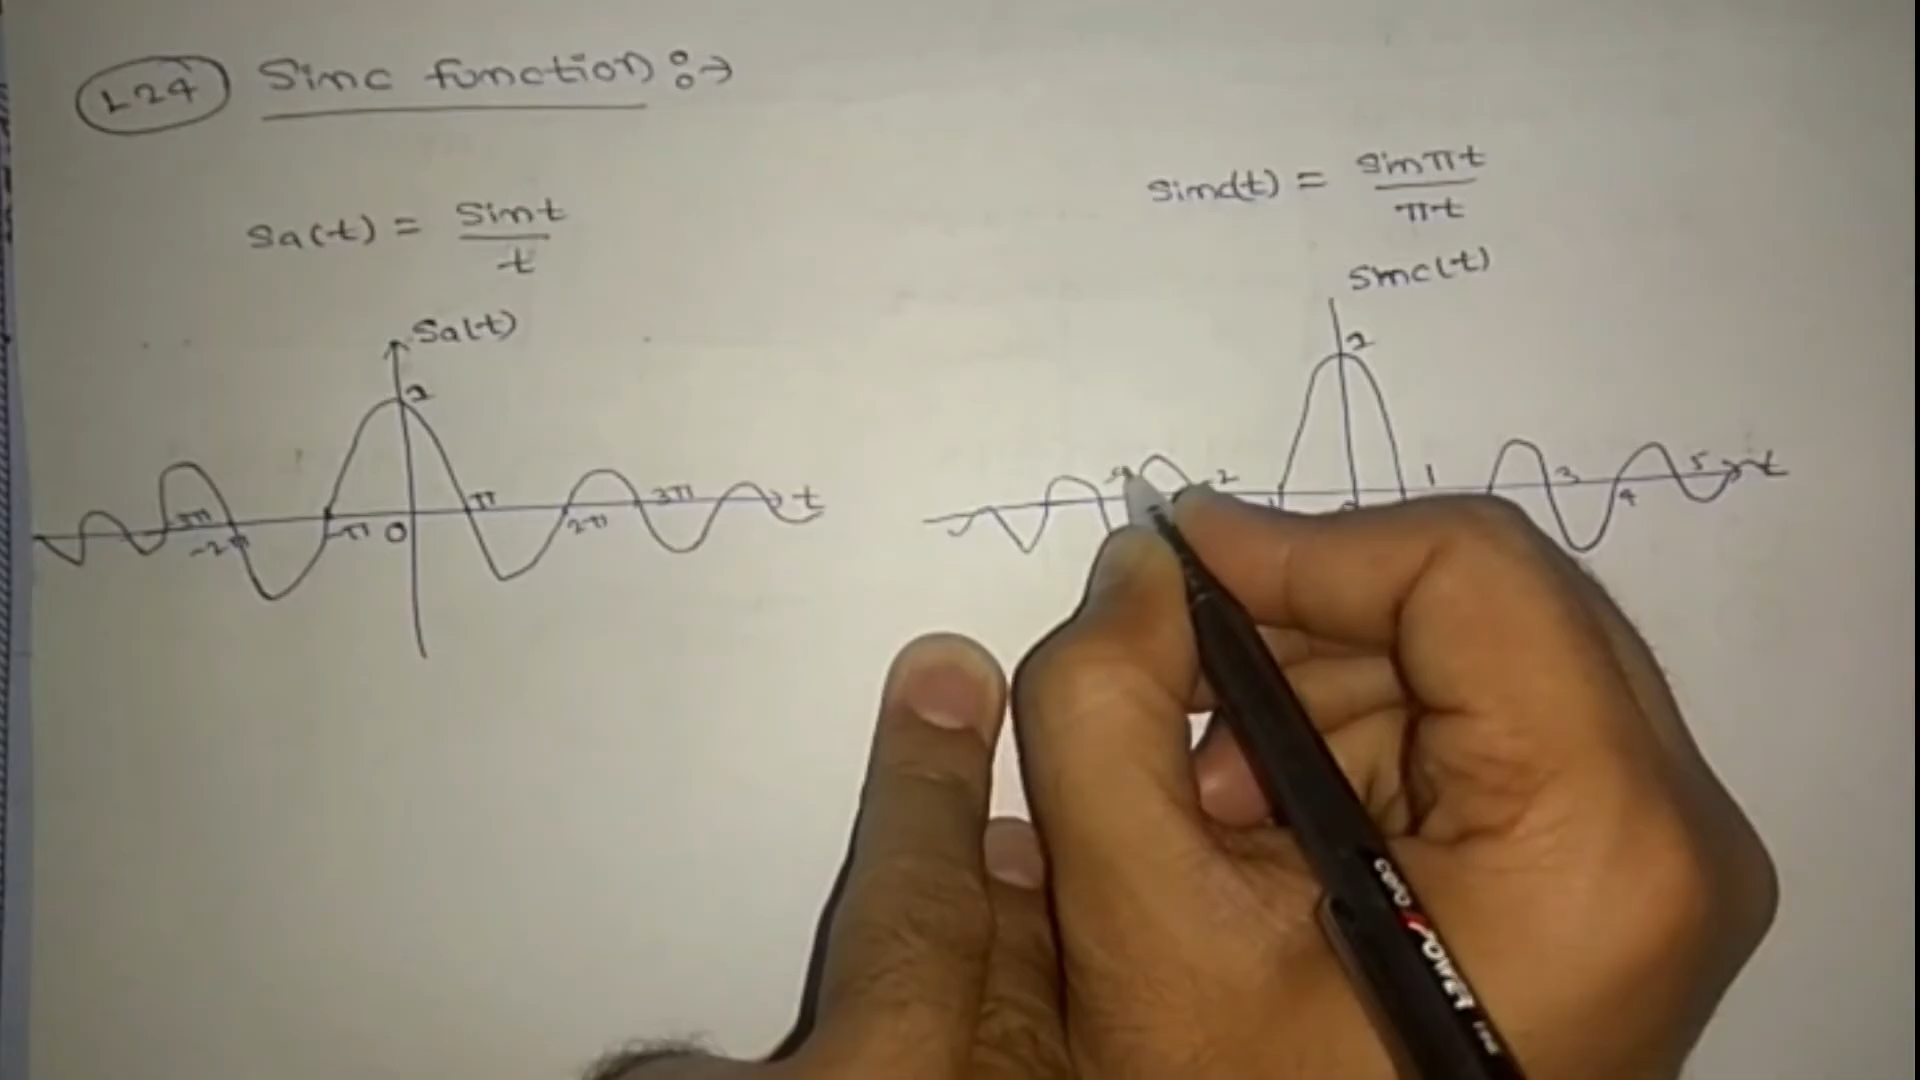 L24 Sinc function :→
Sa(t) = Sint / t
Sa(t)
1
-3π -2π -π 0 π 2π 3π t
Sinc(t) = Sinπt / πt
Sinc(t)
1
-2 1 3 4 5 t
CELLO POWER